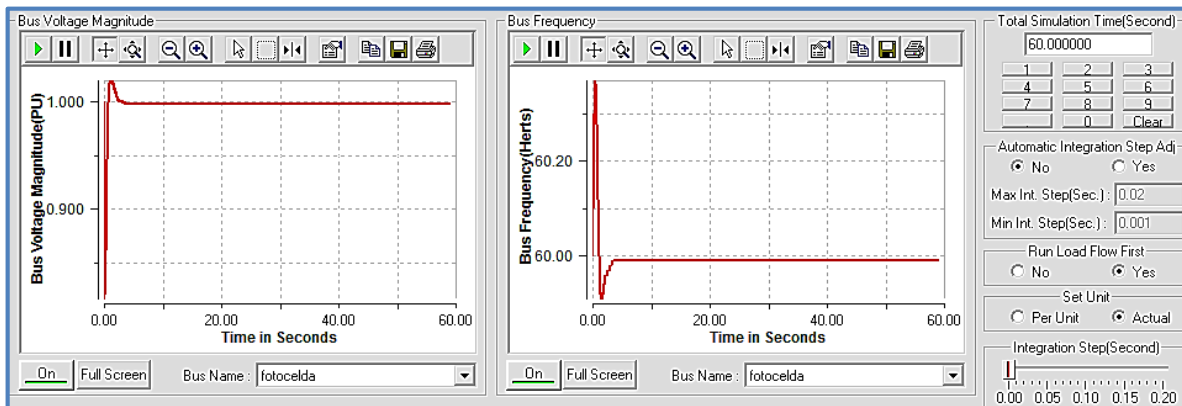 Bus Voltage Magnitude
Bus Voltage Magnitude(PU)
1.000
0.900
0.00 20.00 40.00 60.00
Time in Seconds
On Full Screen Bus Name : fotocelda
Bus Frequency
Bus Frequency(Herts)
60.20
60.00
0.00 20.00 40.00 60.00
Time in Seconds
On Full Screen Bus Name : fotocelda
Total Simulation Time(Second)
60.000000
1 2 3
4 5 6
7 8 9
. 0 Clear
Automatic Integration Step Adj
No Yes
Max Int. Step(Sec.) : 0.02
Min Int. Step(Sec.) : 0.001
Run Load Flow First
No Yes
Set Unit
Per Unit Actual
Integration Step(Second)
0.00 0.05 0.10 0.15 0.20